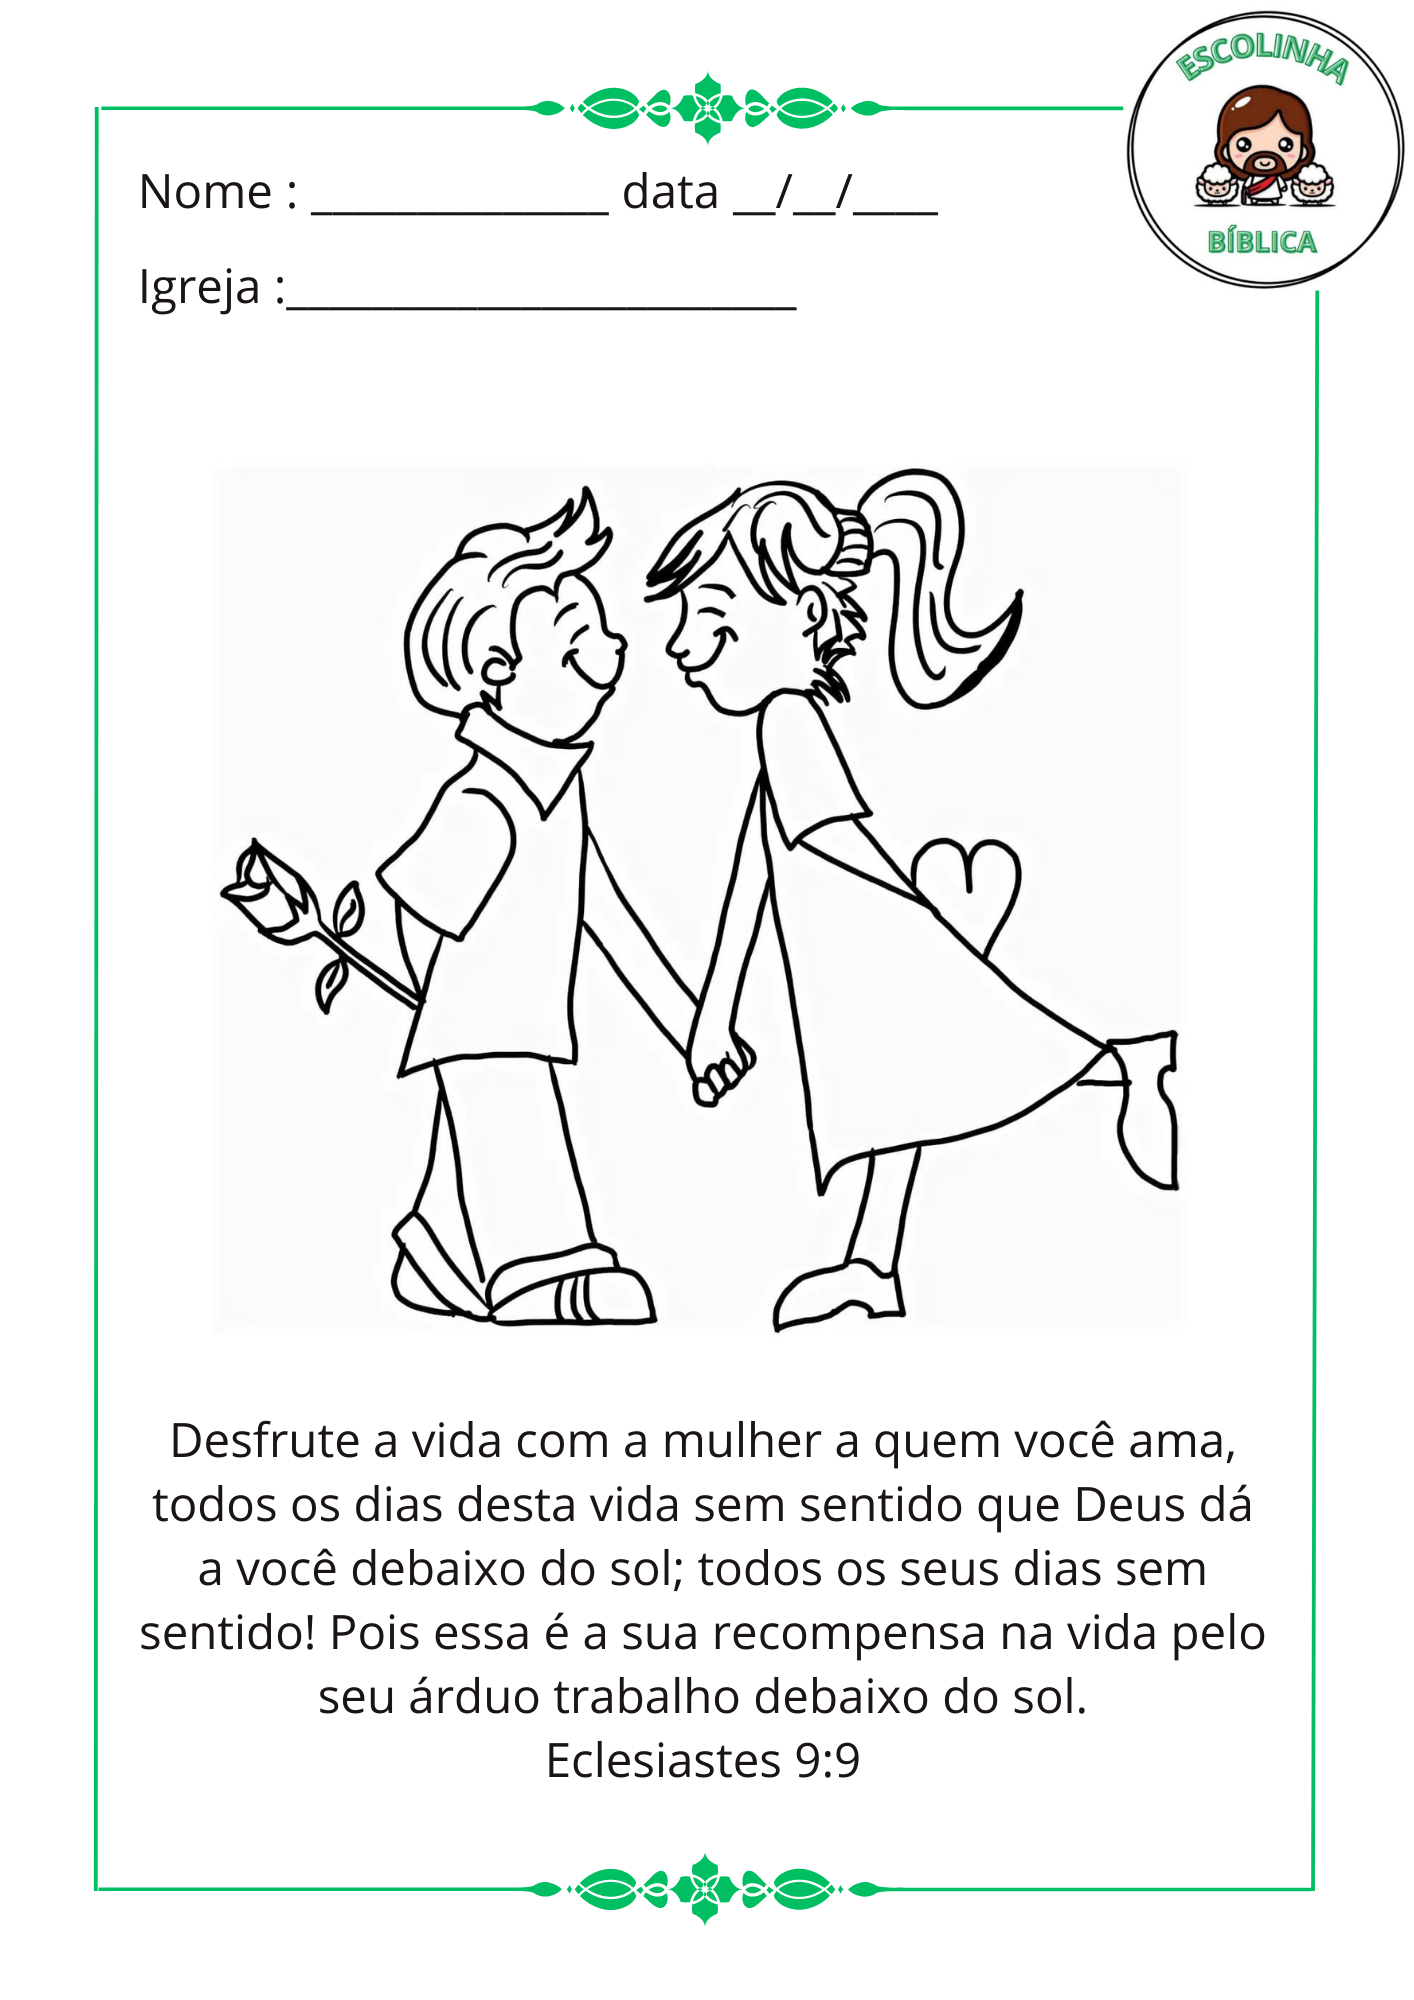 ESCOLINHA
BÍBLICA
Nome : ______________ data __/__/____
Igreja :________________________
Desfrute a vida com a mulher a quem você ama,
todos os dias desta vida sem sentido que Deus dá
a você debaixo do sol; todos os seus dias sem
sentido! Pois essa é a sua recompensa na vida pelo
seu árduo trabalho debaixo do sol.
Eclesiastes 9:9